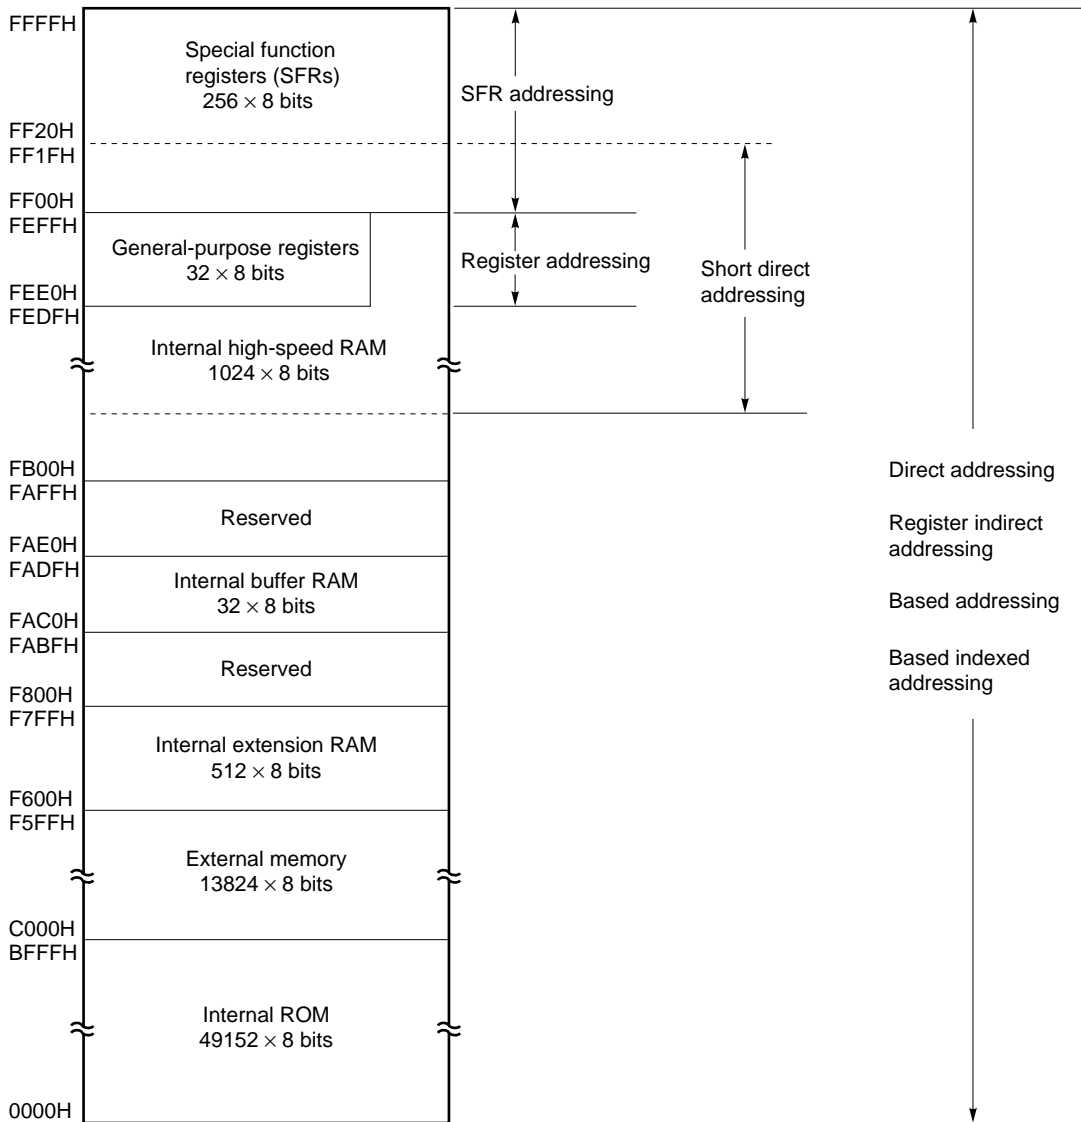 FFFFH
Special function
registers (SFRs)
256 × 8 bits
SFR addressing
FF20H
FF1FH
FF00H
FEFFH
General-purpose registers
32 × 8 bits
Register addressing
Short direct
addressing
FEE0H
FEDFH
Internal high-speed RAM
1024 × 8 bits
FB00H
FAFFH
Direct addressing
Reserved
Register indirect
addressing
FAE0H
FADFH
Internal buffer RAM
32 × 8 bits
Based addressing
FAC0H
FABFH
Reserved
Based indexed
addressing
F800H
F7FFH
Internal extension RAM
512 × 8 bits
F600H
F5FFH
External memory
13824 × 8 bits
C000H
BFFFH
Internal ROM
49152 × 8 bits
0000H